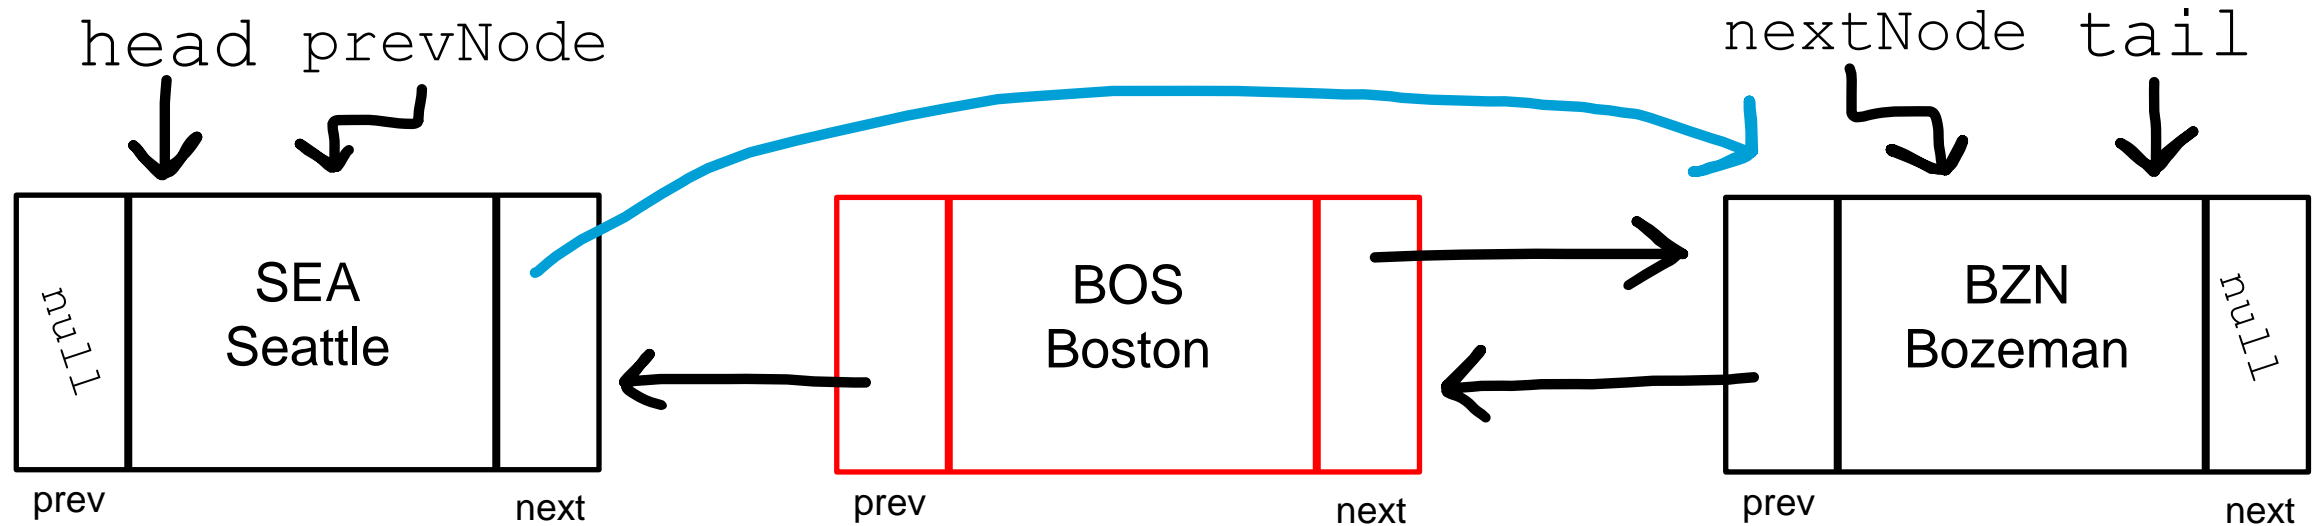 head prevNode nextNode tail
null
SEA
Seattle
BOS
Boston
BZN
Bozeman
null
prev next prev next prev next